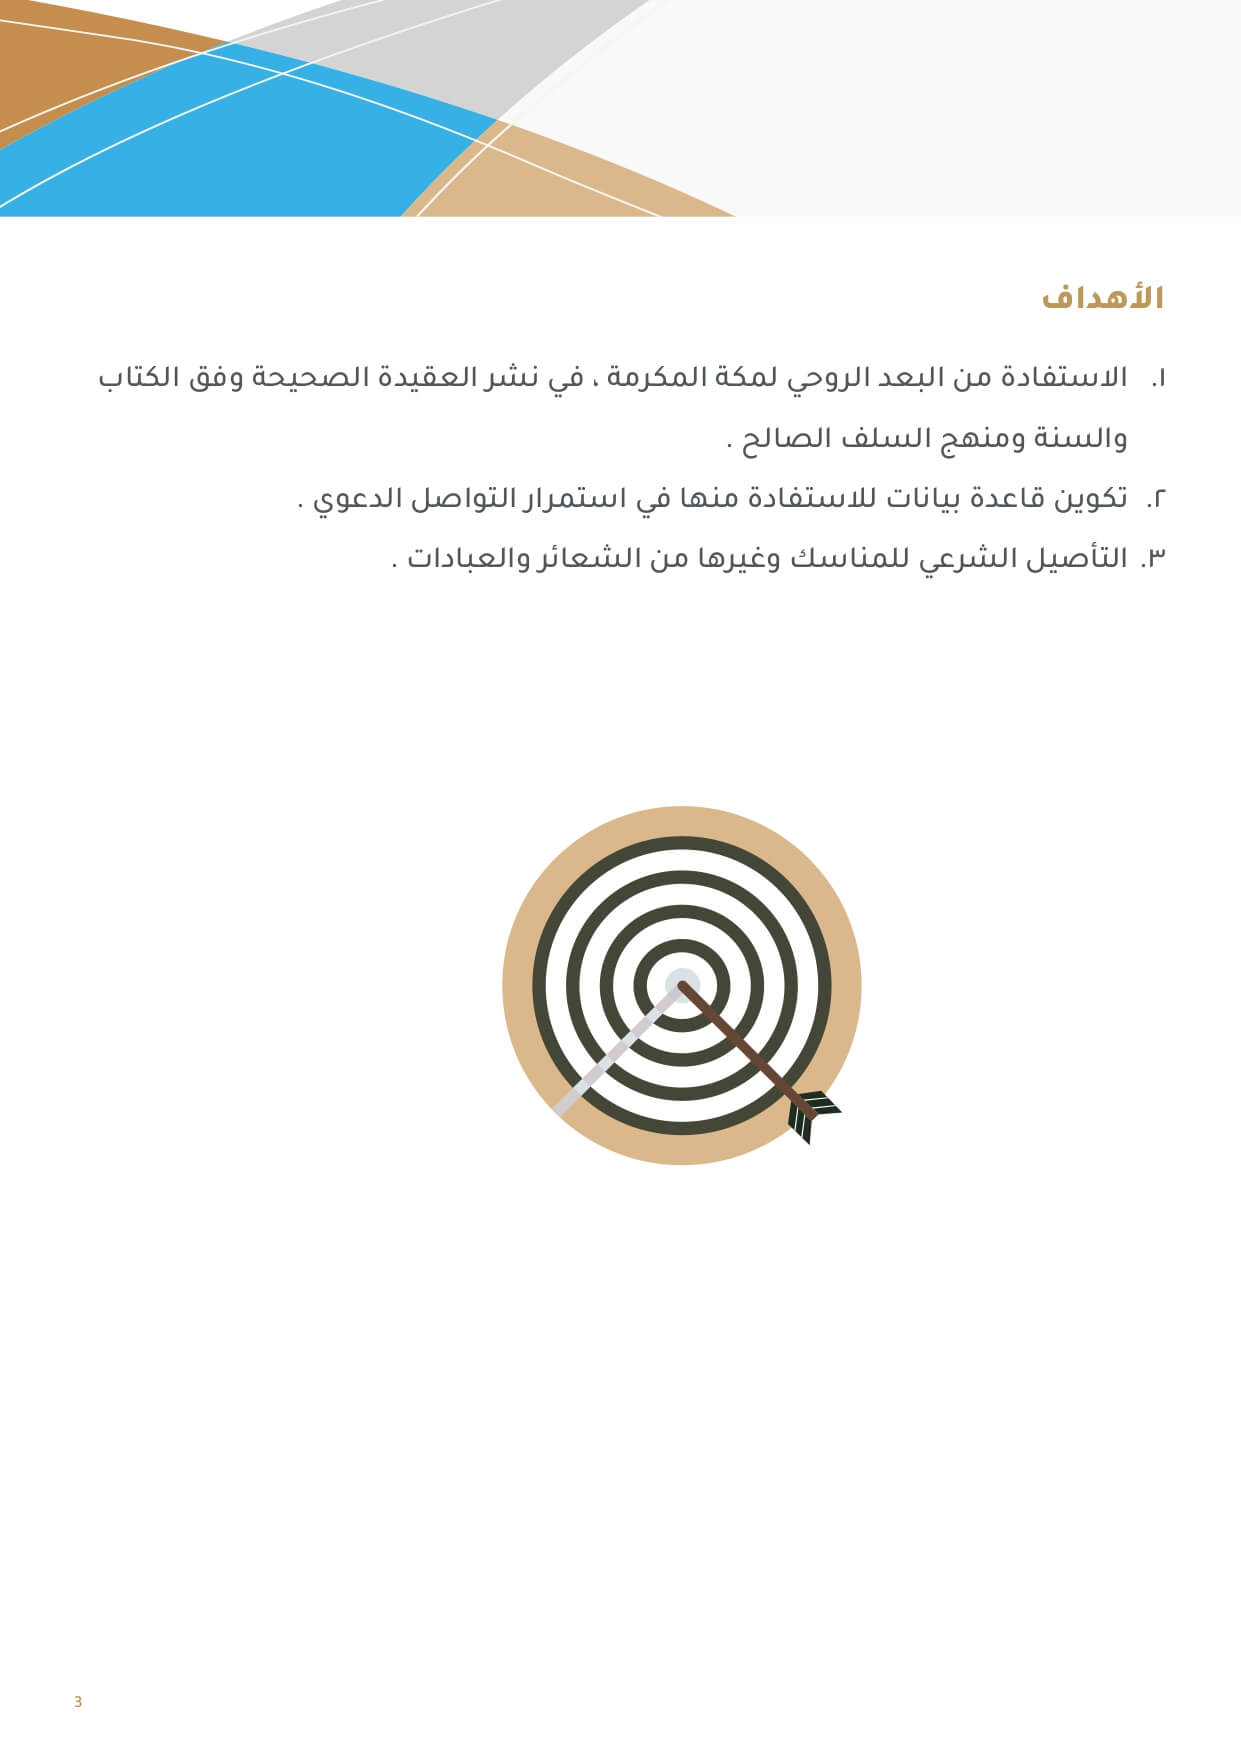 الأهداف
١. الاستفادة من البعد الروحي لمكة المكرمة ، في نشر العقيدة الصحيحة وفق الكتاب
والسنة ومنهج السلف الصالح .
٢. تكوين قاعدة بيانات للاستفادة منها في استمرار التواصل الدعوي .
٣. التأصيل الشرعي للمناسك وغيرها من الشعائر والعبادات .
3